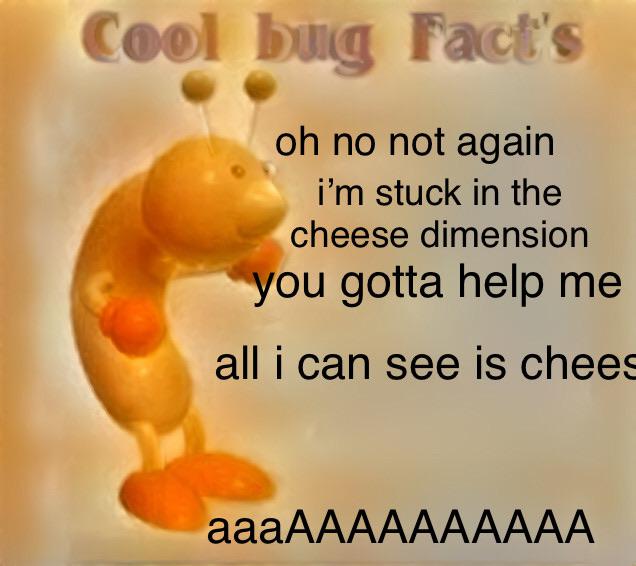 Cool bug Fact's
oh no not again
i’m stuck in the
cheese dimension
you gotta help me
all i can see is chees
aaaAAAAAAAAAA